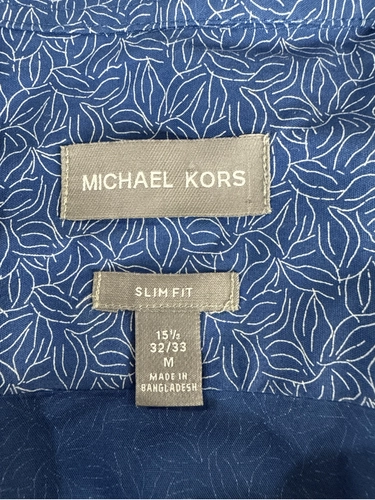 MICHAEL KORS
SLIM FIT
15½
32/33
M
MADE IN
BANGLADESH